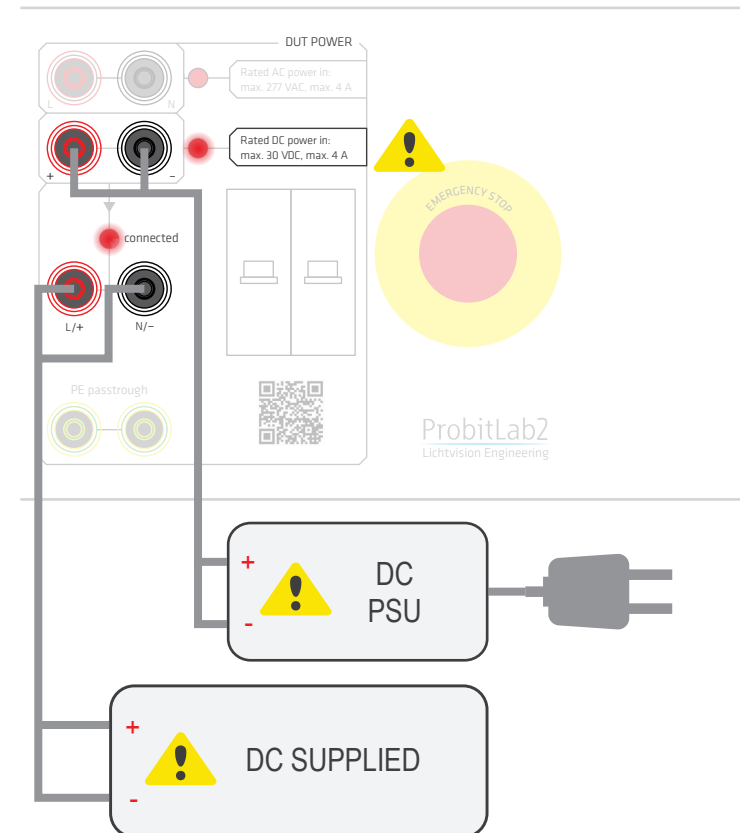 DUT POWER
Rated AC power in:
max. 277 VAC, max. 4 A
L
N
Rated DC power in:
max. 30 VDC, max. 4 A
+
–
EMERGENCY STOP
connected
L/+
N/–
PE passtrough
ProbitLab2
Lichtvision Engineering
+
DC
PSU
-
+
DC SUPPLIED
-